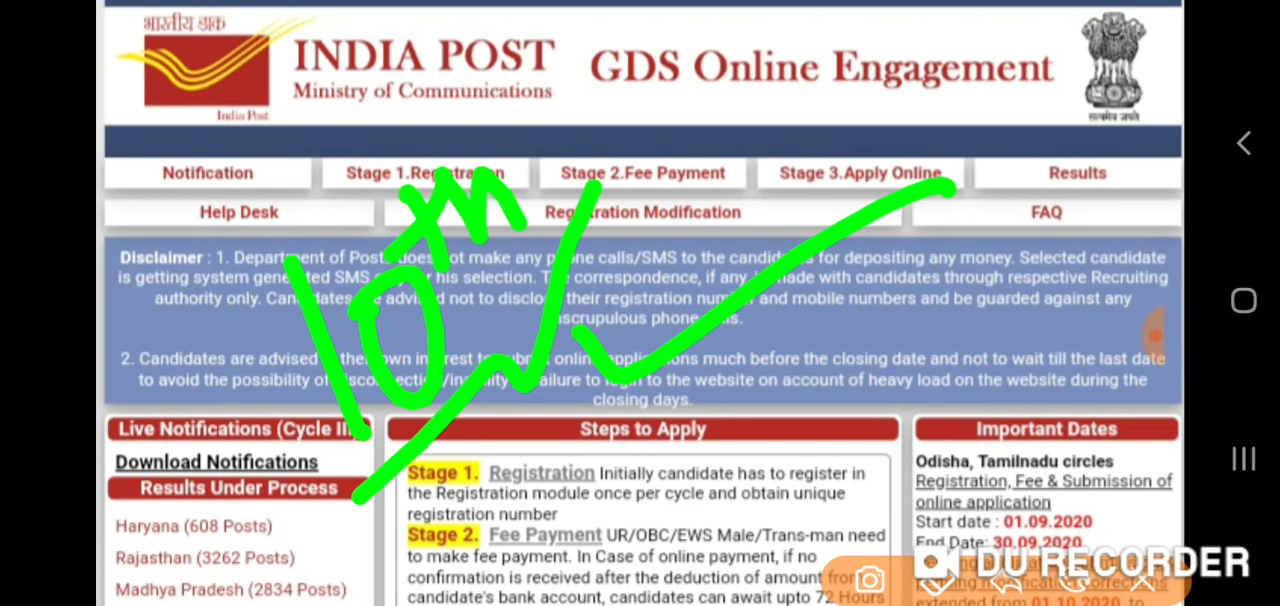 भारतीय डाक
INDIA POST
Ministry of Communications
India Post
GDS Online Engagement
सत्यमेव जयते
Notification
Stage 1.Registration
Stage 2.Fee Payment
Stage 3.Apply Online
Results
Help Desk
Registration Modification
FAQ
10th
Disclaimer : 1. Department of Posts does not make any phone calls/SMS to the candidates for depositing any money. Selected candidate
is getting system generated SMS his selection. The correspondence, if any made with candidates through respective Recruiting
authority only. Candidates are advised not to disclose their registration number and mobile numbers and be guarded against any
unscrupulous phone calls.
2. Candidates are advised in their own interest to submit online applications much before the closing date and not to wait till the last date
to avoid the possibility of disconnection/inability/failure to login to the website on account of heavy load on the website during the
closing days.
Live Notifications (Cycle II
Download Notifications
Results Under Process
Haryana (608 Posts)
Rajasthan (3262 Posts)
Madhya Pradesh (2834 Posts)
Steps to Apply
Stage 1. Registration Initially candidate has to register in
the Registration module once per cycle and obtain unique
registration number
Stage 2. Fee Payment UR/OBC/EWS Male/Trans-man need
to make fee payment. In Case of online payment, if no
confirmation is received after the deduction of amount from
candidate's bank account, candidates can await upto 72 Hours
Important Dates
Odisha, Tamilnadu circles
Registration, Fee & Submission of
online application
Start date : 01.09.2020
End Date: 30.09.2020
extended from 01.10.2020 to
DU RECORDER